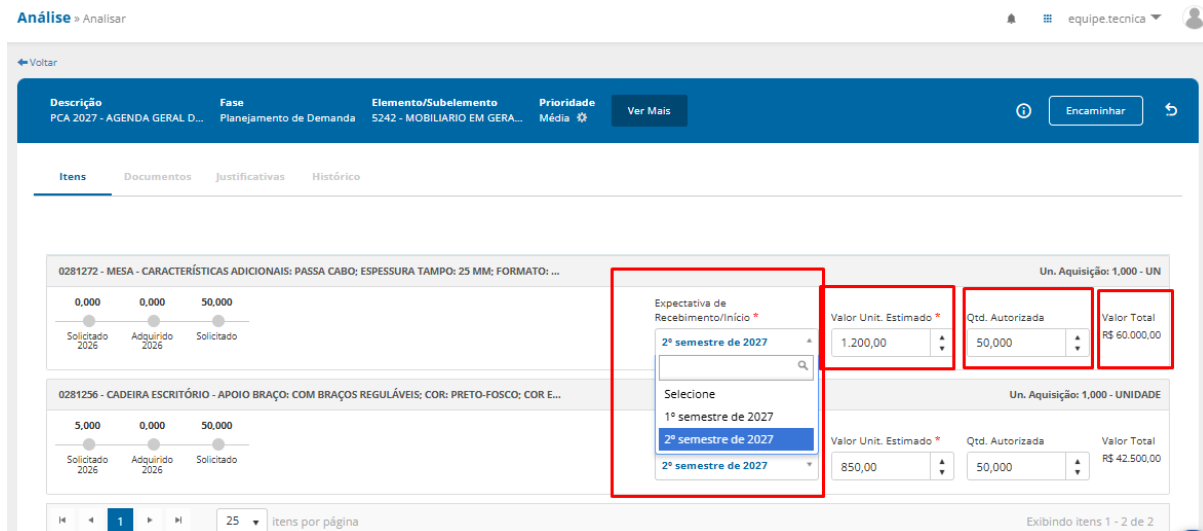 Análise » Analisar
equipe.tecnica
Voltar
Descrição
PCA 2027 - AGENDA GERAL D...
Fase
Planejamento de Demanda
Elemento/Subelemento
5242 - MOBILIARIO EM GERA...
Prioridade
Média
Ver Mais
Encaminhar
Itens
Documentos
Justificativas
Histórico
0281272 - MESA - CARACTERÍSTICAS ADICIONAIS: PASSA CABO; ESPESSURA TAMPO: 25 MM; FORMATO: ...
Un. Aquisição: 1,000 - UN
0,000
0,000
50,000
Solicitado
2026
Adquirido
2026
Solicitado
Expectativa de
Recebimento/Início *
2º semestre de 2027
Selecione
1º semestre de 2027
2º semestre de 2027
Valor Unit. Estimado *
1.200,00
Qtd. Autorizada
50,000
Valor Total
R$ 60.000,00
0281256 - CADEIRA ESCRITÓRIO - APOIO BRAÇO: COM BRAÇOS REGULÁVEIS; COR: PRETO-FOSCO; COR E...
Un. Aquisição: 1,000 - UNIDADE
5,000
0,000
50,000
Solicitado
2026
Adquirido
2026
Solicitado
2º semestre de 2027
Valor Unit. Estimado *
850,00
Qtd. Autorizada
50,000
Valor Total
R$ 42.500,00
1
25
itens por página
Exibindo itens 1 - 2 de 2